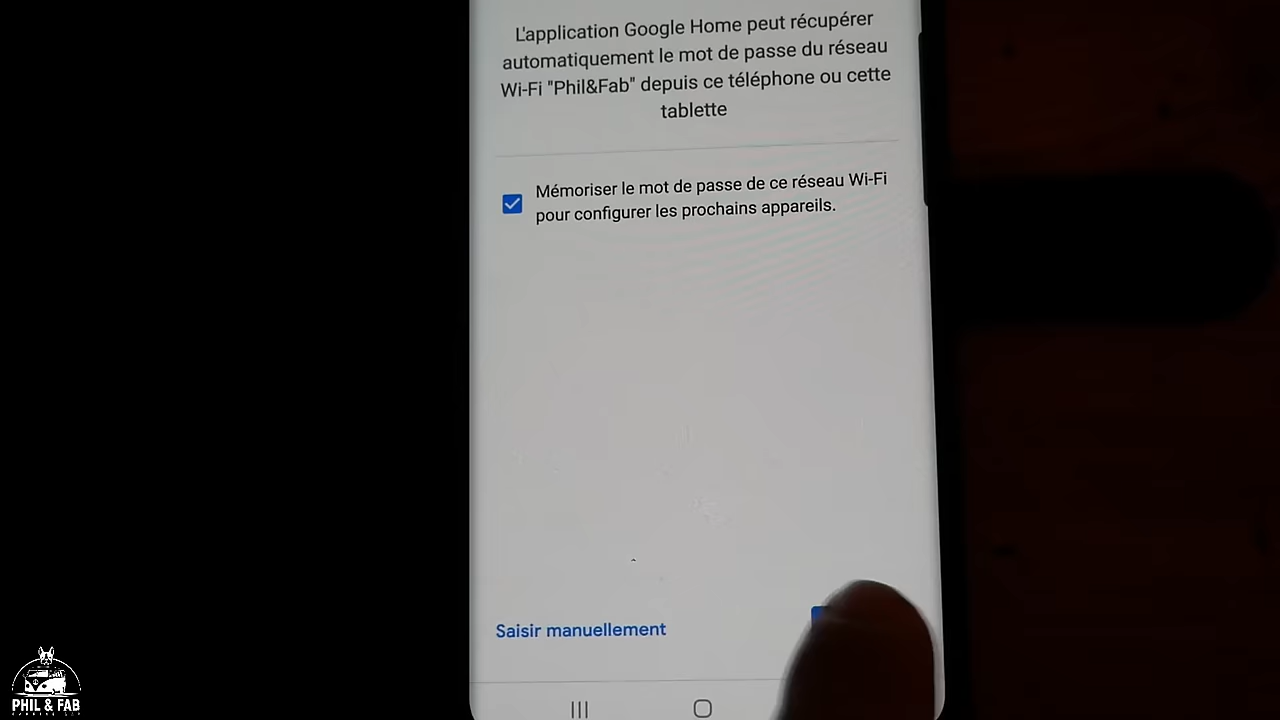 L'application Google Home peut récupérer
automatiquement le mot de passe du réseau
Wi-Fi "Phil&Fab" depuis ce téléphone ou cette
tablette
Mémoriser le mot de passe de ce réseau Wi-Fi
pour configurer les prochains appareils.
Saisir manuellement
PHIL & FAB